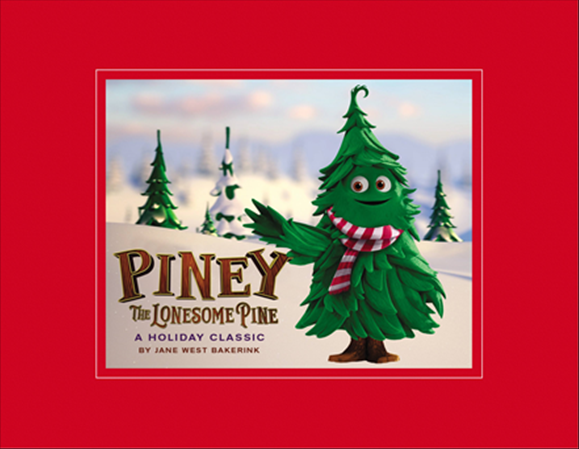 PINEY
THE LONESOME PINE
A HOLIDAY CLASSIC
BY JANE WEST BAKERINK